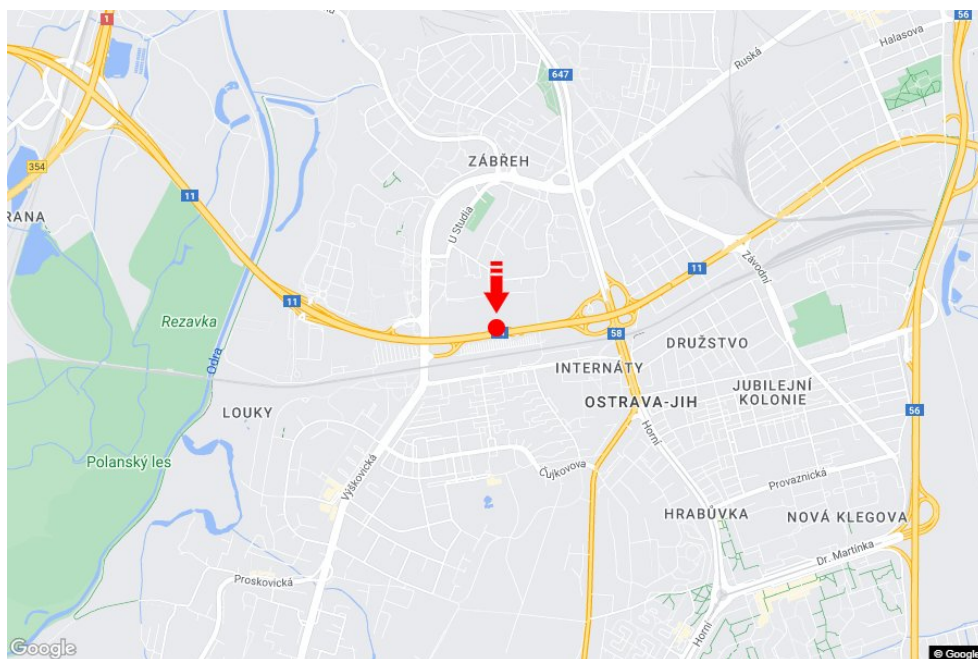 1
56
Halasova
647
Ruská
ZÁBŘEH
354
11
RANA
U Studia
Závodní
11
11
Rezavka
58
DRUŽSTVO
INTERNÁTY
Odra
JUBILEJNÍ
KOLONIE
OSTRAVA-JIH
LOUKY
56
Horní
Výškovická
Polanský les
Čujkovova
Provaznická
HRABŮVKA
NOVÁ KLEGOVA
Dr. Martínka
Proskovická
Horní
Google
© Google